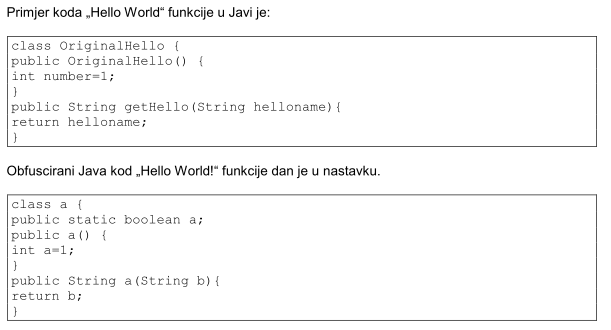 Primjer koda „Hello World“ funkcije u Javi je:
class OriginalHello {
public OriginalHello() {
int number=1;
}
public String getHello(String helloname){
return helloname;
}
Obfuscirani Java kod „Hello World!“ funkcije dan je u nastavku.
class a {
public static boolean a;
public a() {
int a=1;
}
public String a(String b){
return b;
}